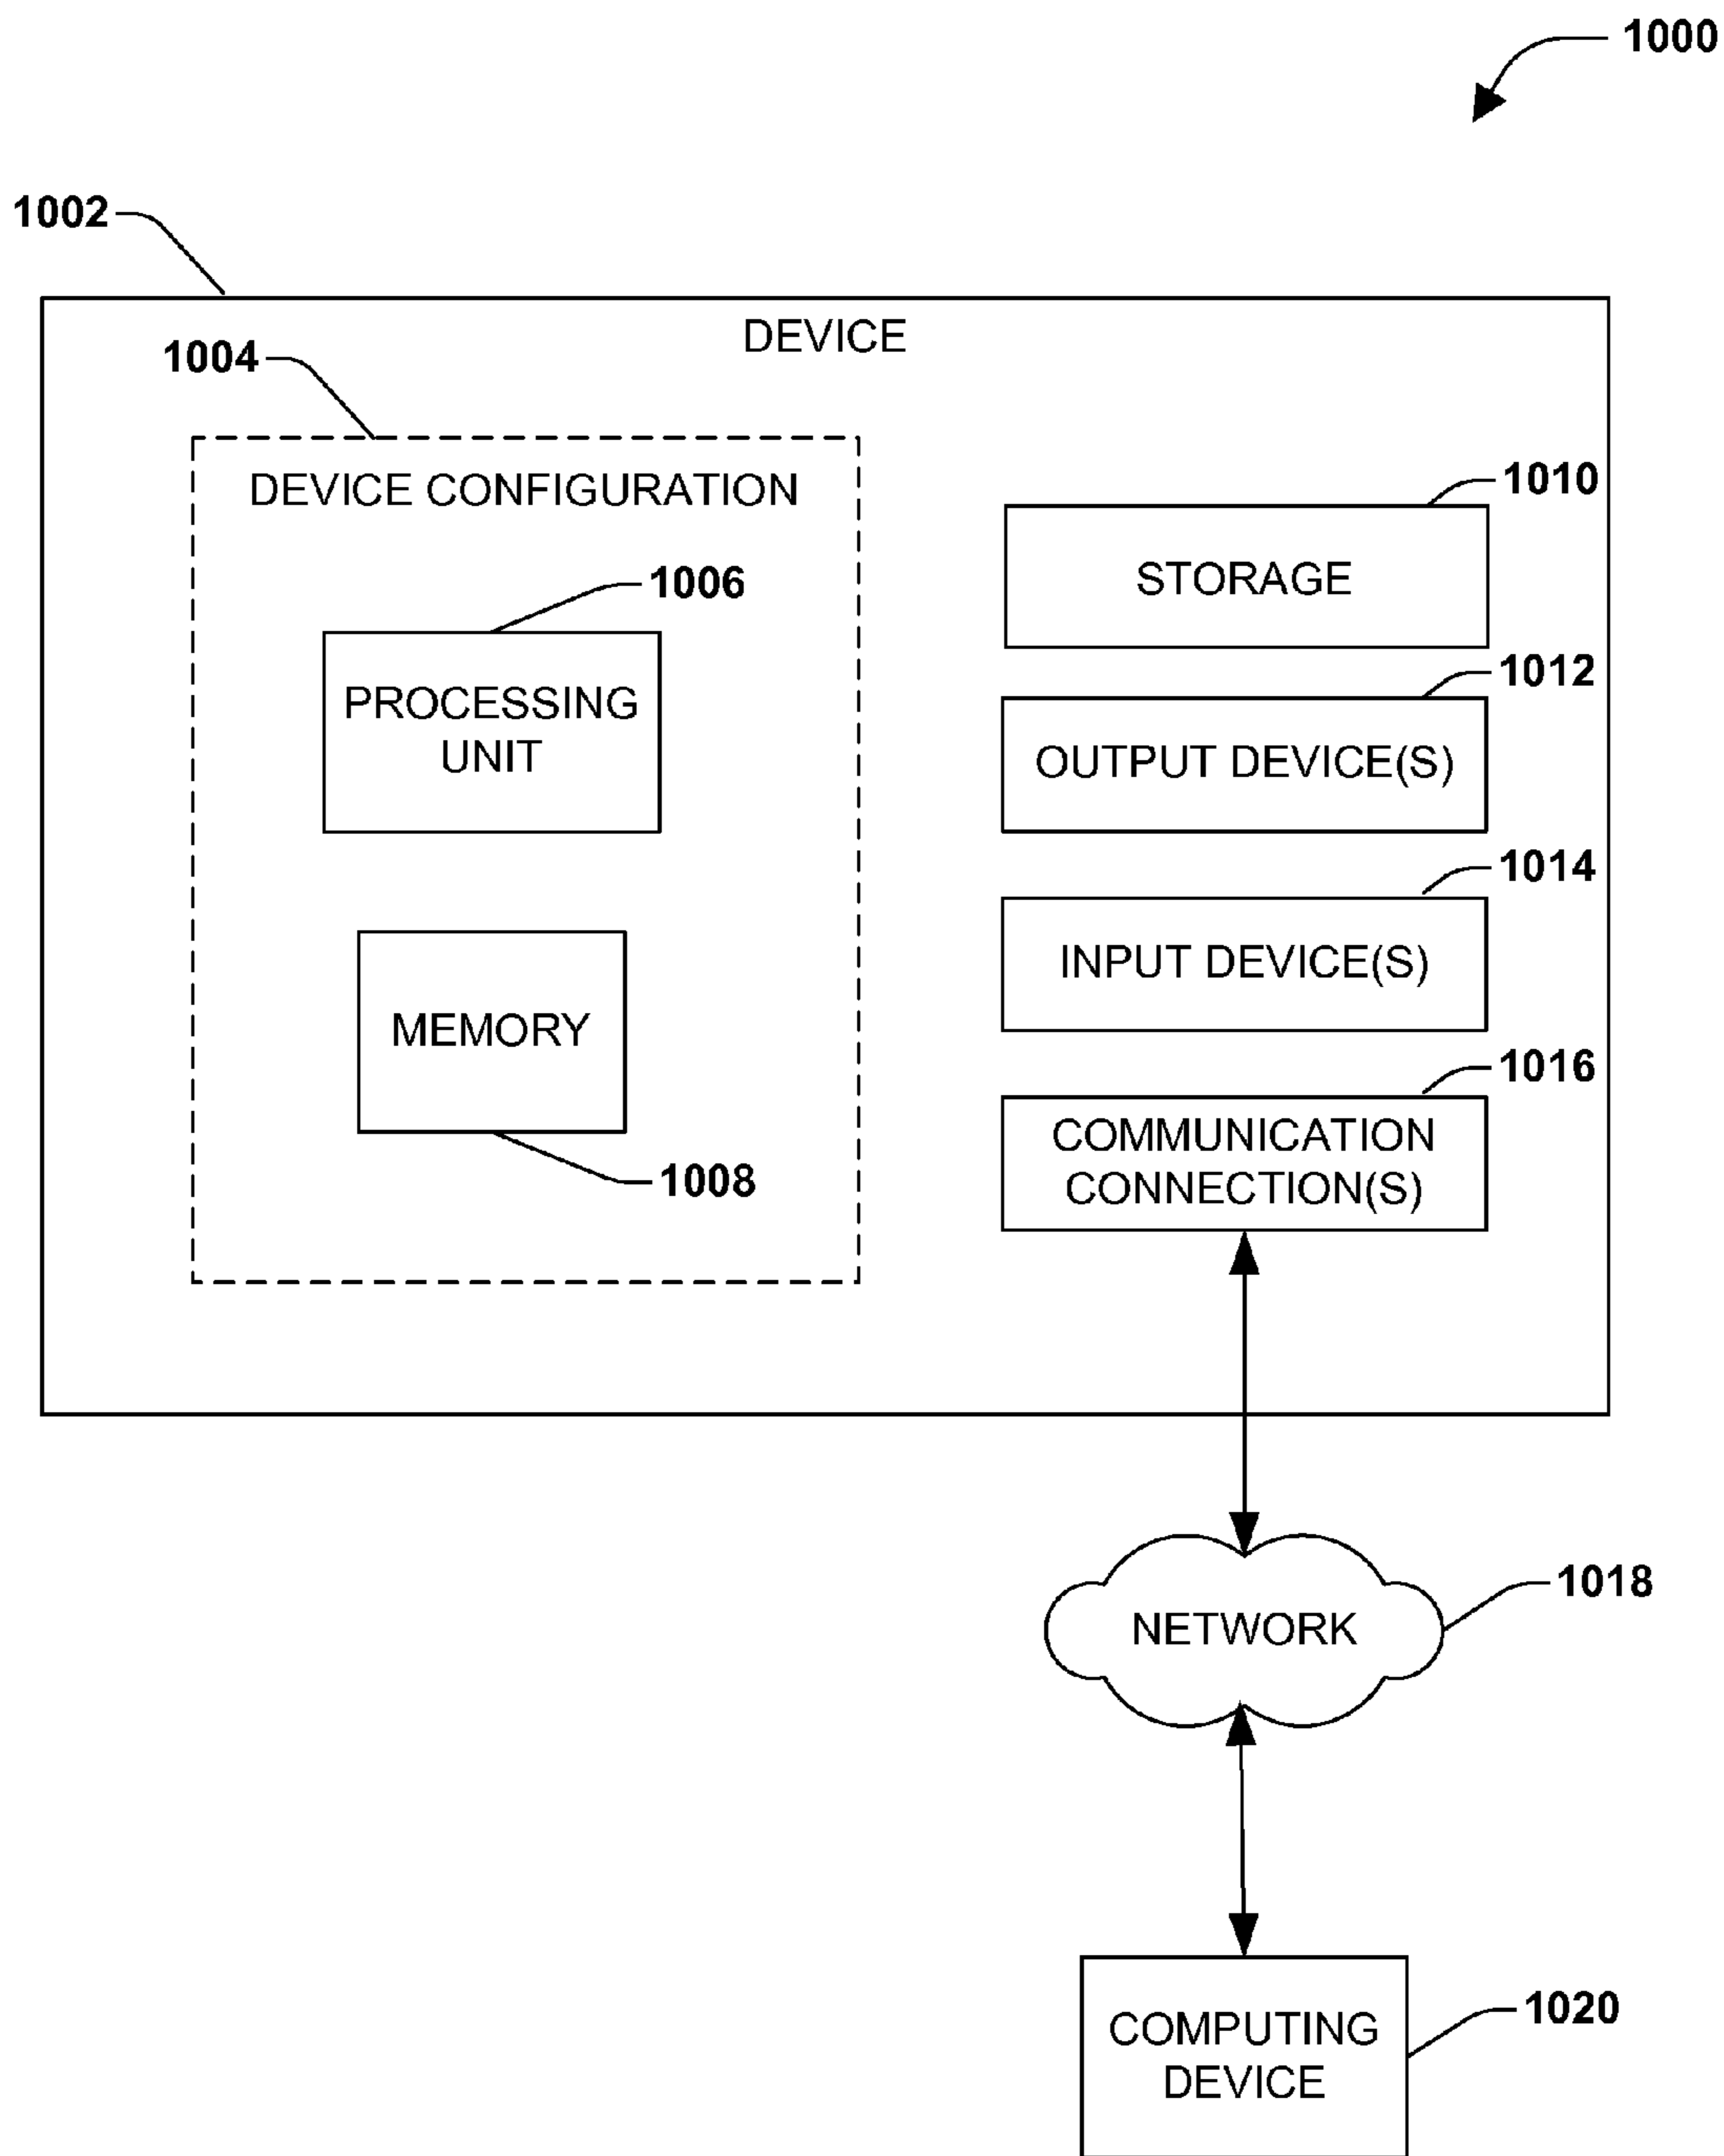 1000
1002
DEVICE
1004
DEVICE CONFIGURATION
1010
STORAGE
1006
PROCESSING
UNIT
1012
OUTPUT DEVICE(S)
1014
INPUT DEVICE(S)
MEMORY
1008
1016
COMMUNICATION
CONNECTION(S)
1018
NETWORK
1020
COMPUTING
DEVICE